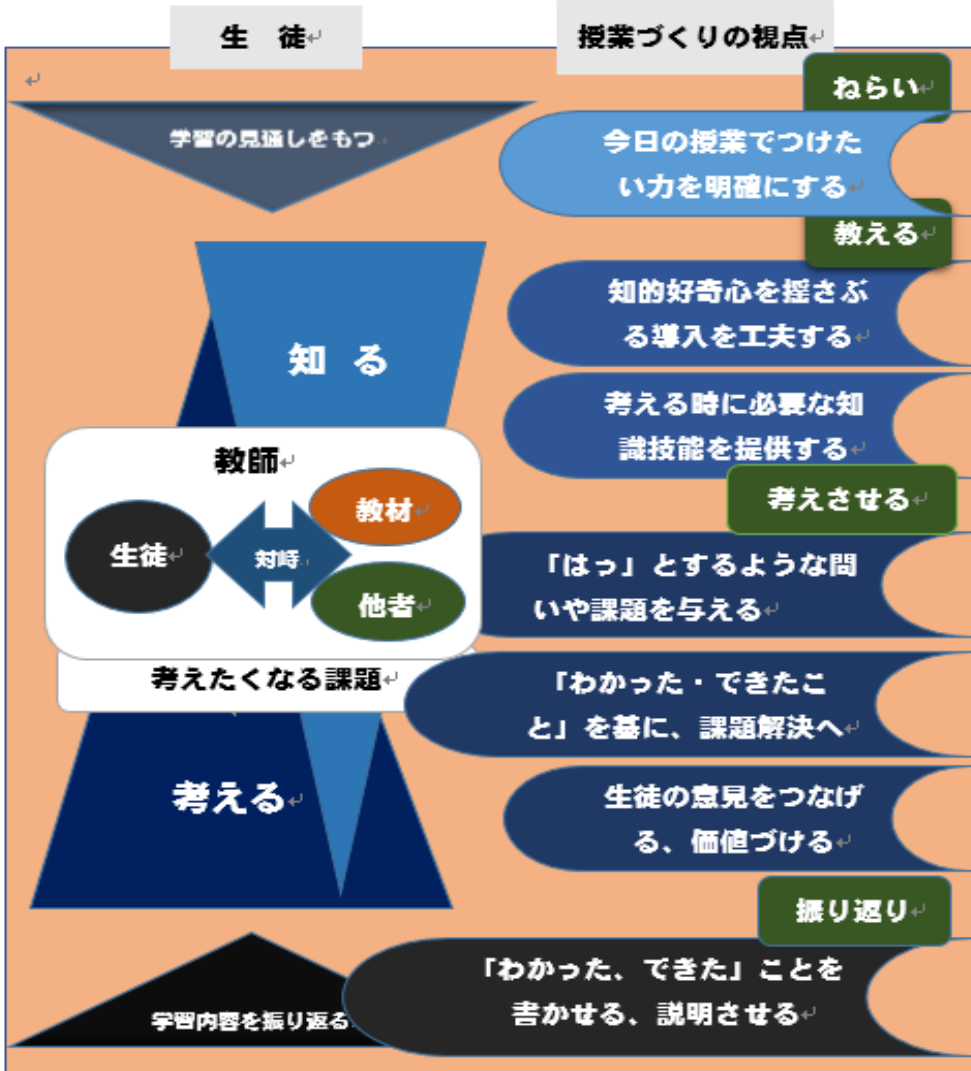 生　徒
授業づくりの視点
学習の見通しをもつ
ねらい
今日の授業でつけた
い力を明確にする
教える
知的好奇心を揺さぶ
る導入を工夫する
考える時に必要な知
識技能を提供する
知 る
教師
生徒
対峙
教材
他者
考えたくなる課題
考えさせる
「はっ」とするような問
いや課題を与える
「わかった・できたこ
と」を基に、課題解決へ
生徒の意見をつなげ
る、価値づける
考える
振り返り
「わかった、できた」ことを
書かせる、説明させる
学習内容を振り返る